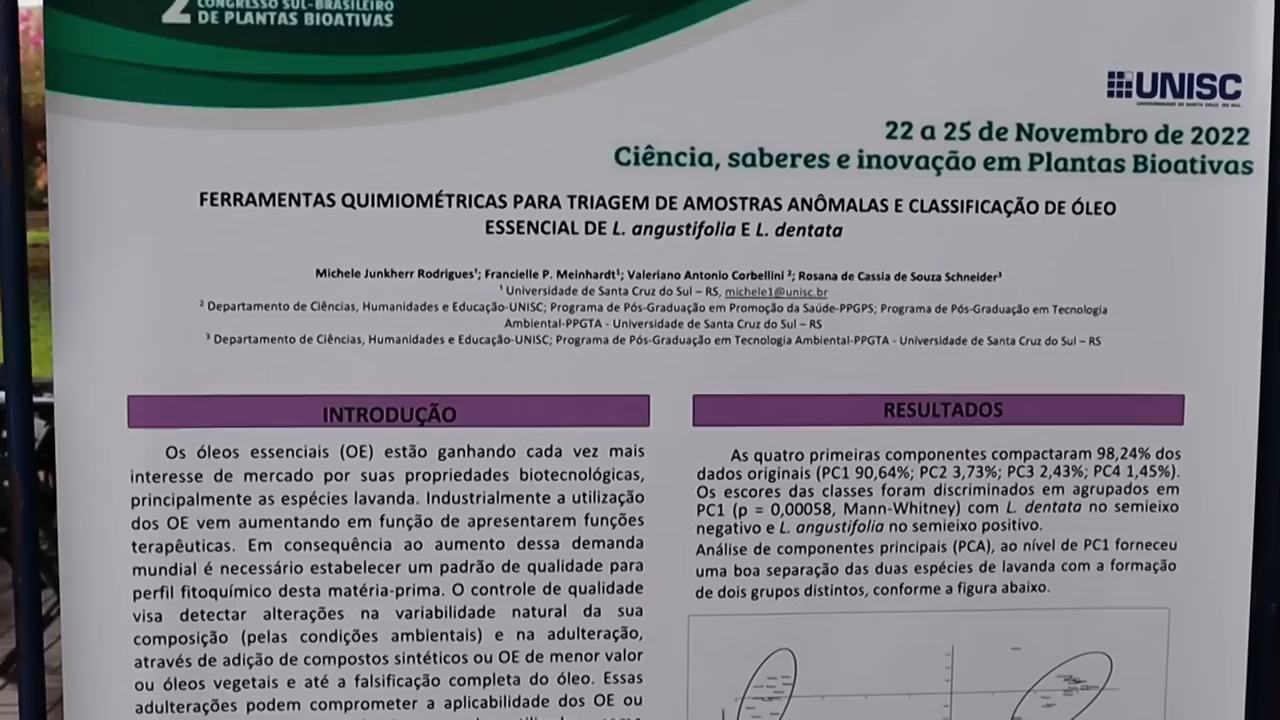 2 CONGRESSO SUL-BRASILEIRO
DE PLANTAS BIOATIVAS
UNISC
UNIVERSIDADE DE SANTA CRUZ DO SUL
22 a 25 de Novembro de 2022
Ciência, saberes e inovação em Plantas Bioativas
FERRAMENTAS QUIMIOMÉTRICAS PARA TRIAGEM DE AMOSTRAS ANÔMALAS E CLASSIFICAÇÃO DE ÓLEO
ESSENCIAL DE L. angustifolia E L. dentata
Michele Junkherr Rodrigues¹; Francielle P. Meinhardt¹; Valeriano Antonio Corbellini ²; Rosana de Cassia de Souza Schneider³
¹ Universidade de Santa Cruz do Sul – RS, michele1@unisc.br
² Departamento de Ciências, Humanidades e Educação-UNISC; Programa de Pós-Graduação em Promoção da Saúde-PPGPS; Programa de Pós-Graduação em Tecnologia
Ambiental-PPGTA - Universidade de Santa Cruz do Sul – RS
³ Departamento de Ciências, Humanidades e Educação-UNISC; Programa de Pós-Graduação em Tecnologia Ambiental-PPGTA - Universidade de Santa Cruz do Sul – RS
INTRODUÇÃO
Os óleos essenciais (OE) estão ganhando cada vez mais
interesse de mercado por suas propriedades biotecnológicas,
principalmente as espécies lavanda. Industrialmente a utilização
dos OE vem aumentando em função de apresentarem funções
terapêuticas. Em consequência ao aumento dessa demanda
mundial é necessário estabelecer um padrão de qualidade para
perfil fitoquímico desta matéria-prima. O controle de qualidade
visa detectar alterações na variabilidade natural da sua
composição (pelas condições ambientais) e na adulteração,
através de adição de compostos sintéticos ou OE de menor valor
ou óleos vegetais e até a falsificação completa do óleo. Essas
adulterações podem comprometer a aplicabilidade dos OE ou
RESULTADOS
As quatro primeiras componentes compactaram 98,24% dos
dados originais (PC1 90,64%; PC2 3,73%; PC3 2,43%; PC4 1,45%).
Os escores das classes foram discriminados em agrupados em
PC1 (p = 0,00058, Mann-Whitney) com L. dentata no semieixo
negativo e L. angustifolia no semieixo positivo.
Análise de componentes principais (PCA), ao nível de PC1 forneceu
uma boa separação das duas espécies de lavanda com a formação
de dois grupos distintos, conforme a figura abaixo.